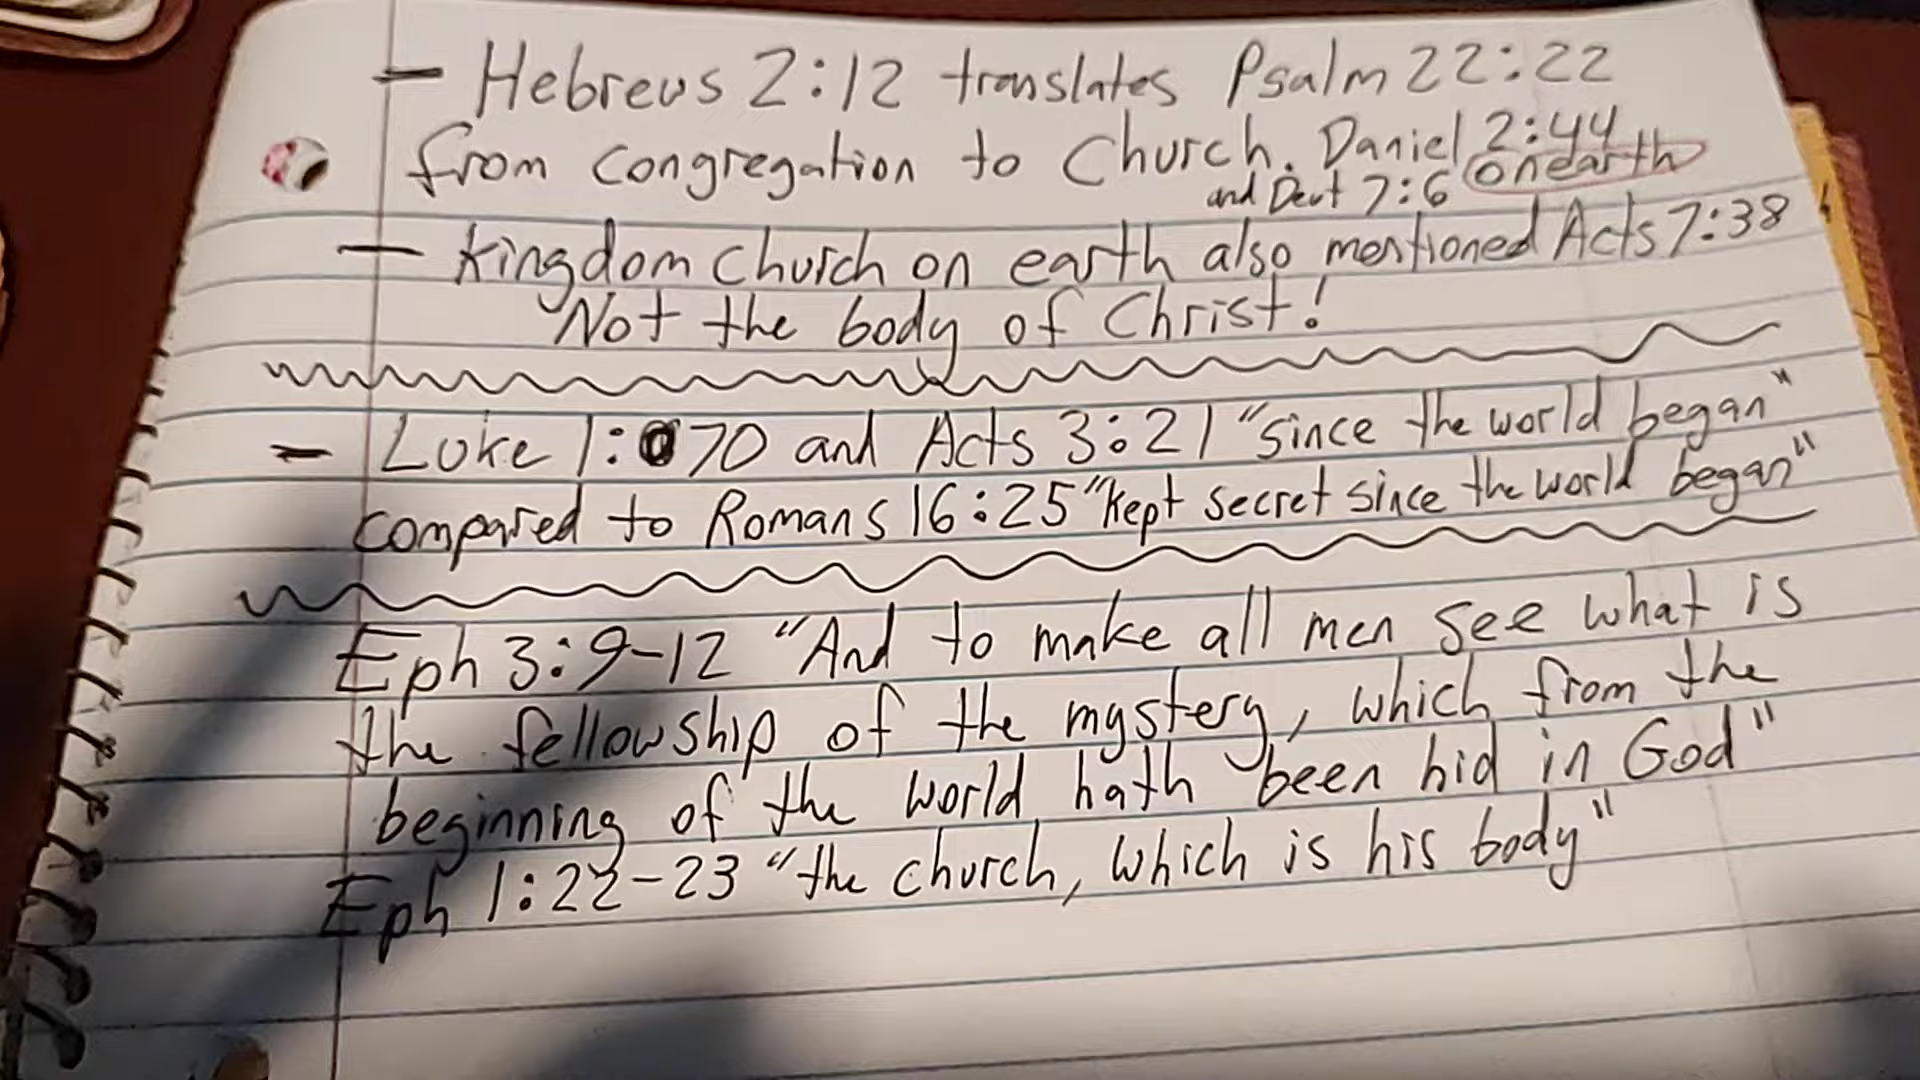 — Hebrews 2:12 translates Psalm 22:22
from congregation to Church. Daniel 2:44
and Deut 7:6 on earth
— Kingdom church on earth also mentioned Acts 7:38
Not the body of Christ!
— Luke 1:70 and Acts 3:21 "since the world began"
compared to Romans 16:25 "kept secret since the world began"
Eph 3:9-12 "And to make all men see what is
the fellowship of the mystery, which from the
beginning of the world hath been hid in God"
Eph 1:22-23 "the church, which is his body"